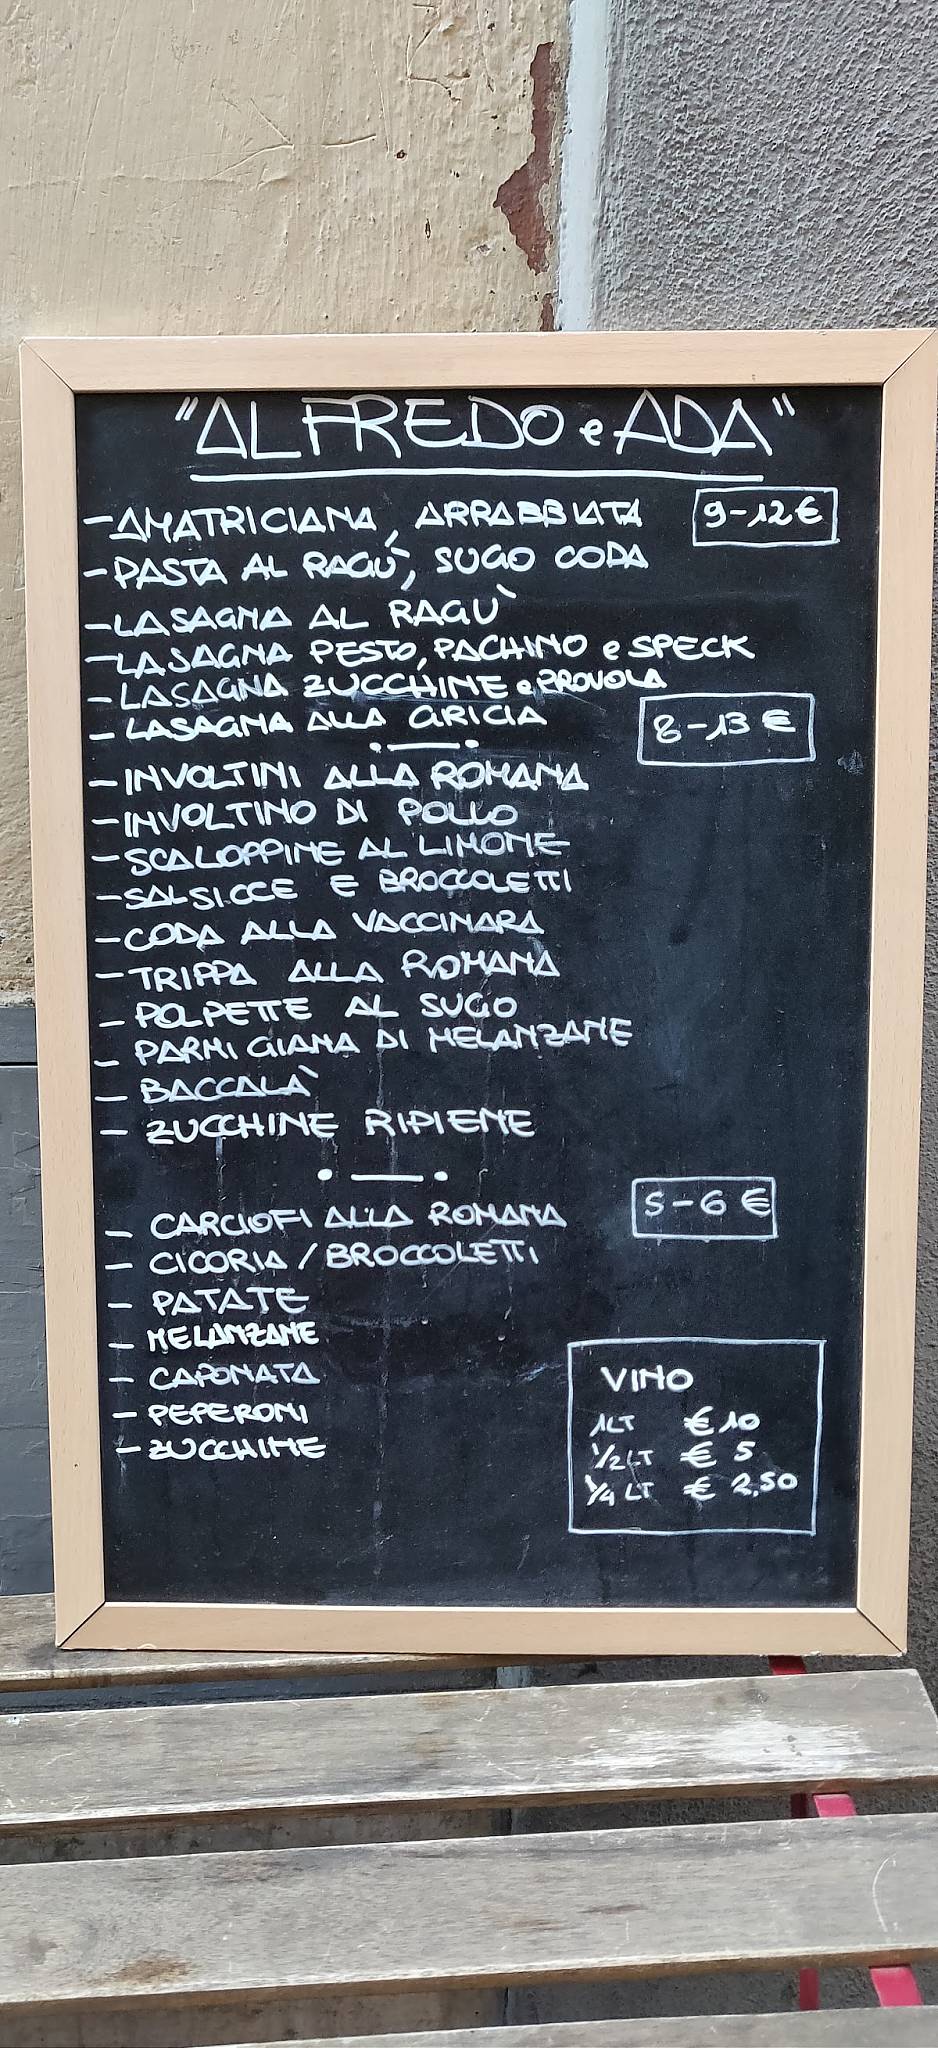 "ALFREDO e ADA"
- AMATRICIANA, ARRABBIATA 9-12€
- PASTA AL RAGÙ, SUGO CODA
- LASAGNA AL RAGÙ
- LASAGNA PESTO, PACHINO e SPECK
- LASAGNA ZUCCHINE e PROVOLA
- LASAGNA ALLA GRICIA
8-13 €
- INVOLTINI ALLA ROMANA
- INVOLTINO DI POLLO
- SCALOPPINE AL LIMONE
- SALSICCE E BROCCOLETTI
- CODA ALLA VACCINARA
- TRIPPA ALLA ROMANA
- POLPETTE AL SUGO
- PARMIGIANA DI MELANZANE
- BACCALÀ
- ZUCCHINE RIPIENE
5-6 €
- CARCIOFI ALLA ROMANA
- CICORIA / BROCCOLETTI
- PATATE
- MELANZANE
- CAPONATA
- PEPERONI
- ZUCCHINE
VINO
1LT € 10
1/2LT € 5
1/4 LT € 2,50